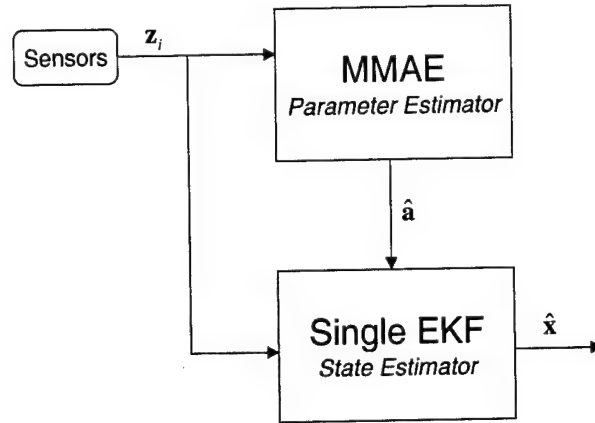 Sensors
z_i
MMAE
Parameter Estimator
â
Single EKF
State Estimator
x̂